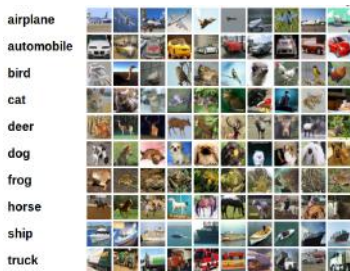 airplane
automobile
bird
cat
deer
dog
frog
horse
ship
truck